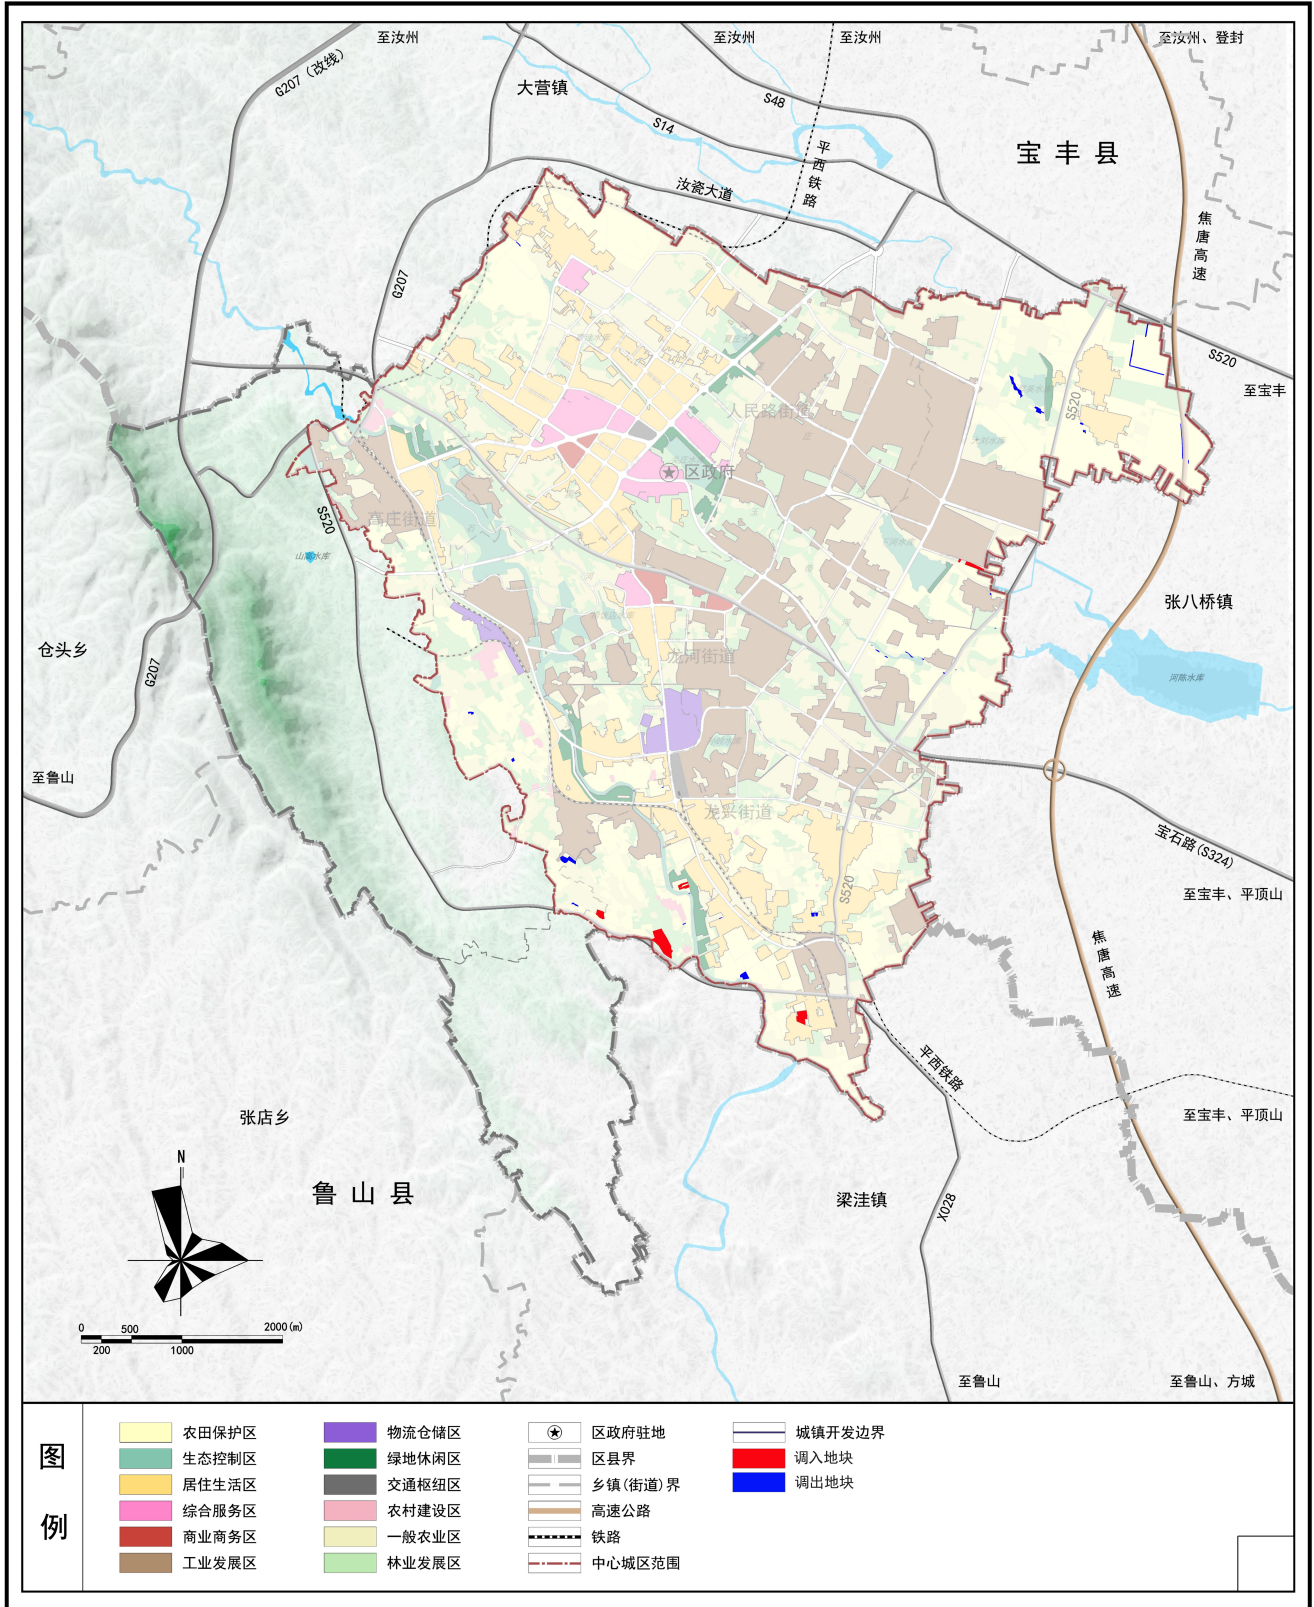 至汝州
至汝州
至汝州
至汝州、登封
G207（改线）
大营镇
S48
S14
平西铁路
宝丰县
汝瓷大道
焦唐高速
G207
S520
至宝丰
S520
人民路街道
区政府
高庄街道
S520
山高水库
张八桥镇
仓头乡
G207
龙河街道
河陈水库
至鲁山
龙兴街道
宝石路(S324)
S520
至宝丰、平顶山
焦唐高速
平西铁路
张店乡
至宝丰、平顶山
N
鲁山县
梁洼镇
X028
0 500 2000(m)
200 1000
至鲁山
至鲁山、方城
图例
农田保护区
生态控制区
居住生活区
综合服务区
商业商务区
工业发展区
物流仓储区
绿地休闲区
交通枢纽区
农村建设区
一般农业区
林业发展区
区政府驻地
区县界
乡镇(街道)界
高速公路
铁路
中心城区范围
城镇开发边界
调入地块
调出地块